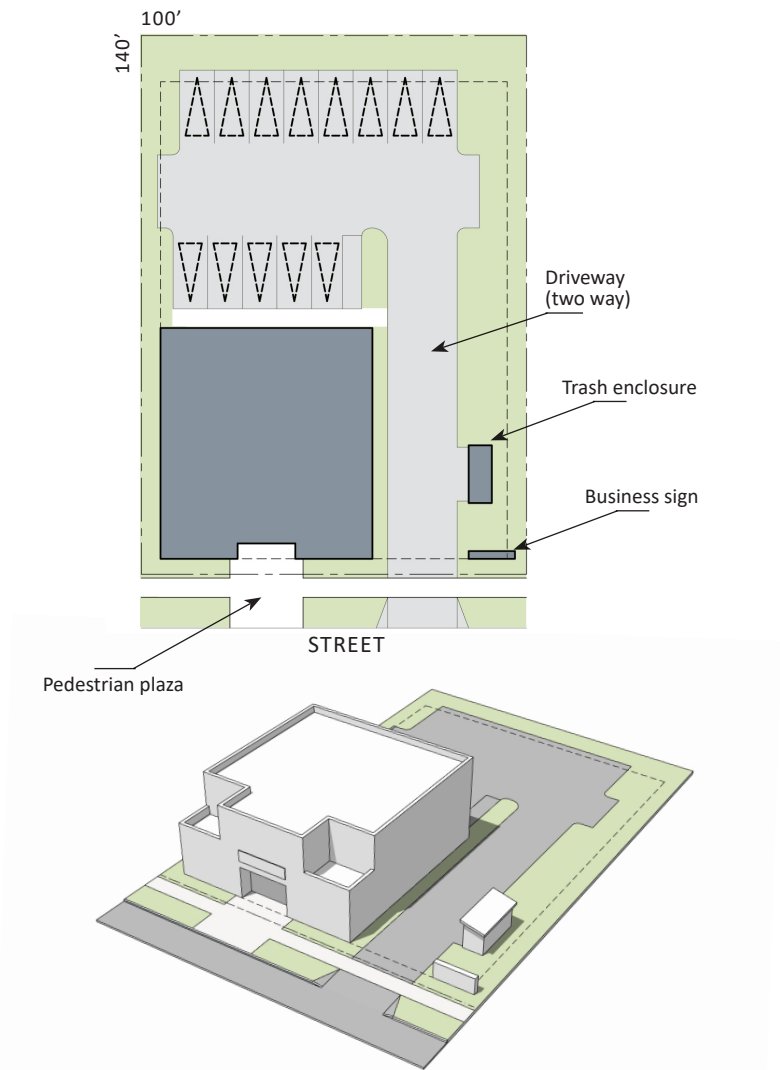 100’
140’
Driveway
(two way)
Trash enclosure
Business sign
STREET
Pedestrian plaza